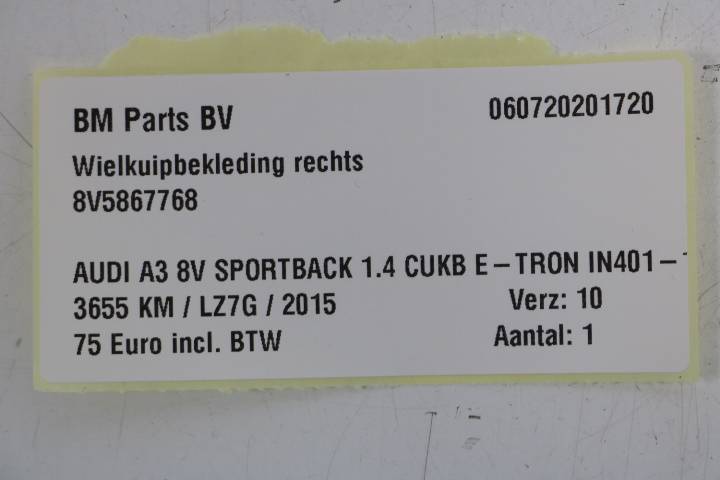 BM Parts BV 060720201720
Wielkuipbekleding rechts
8V5867768
AUDI A3 8V SPORTBACK 1.4 CUKB E-TRON IN401-
3655 KM / LZ7G / 2015 Verz: 10
75 Euro incl. BTW Aantal: 1